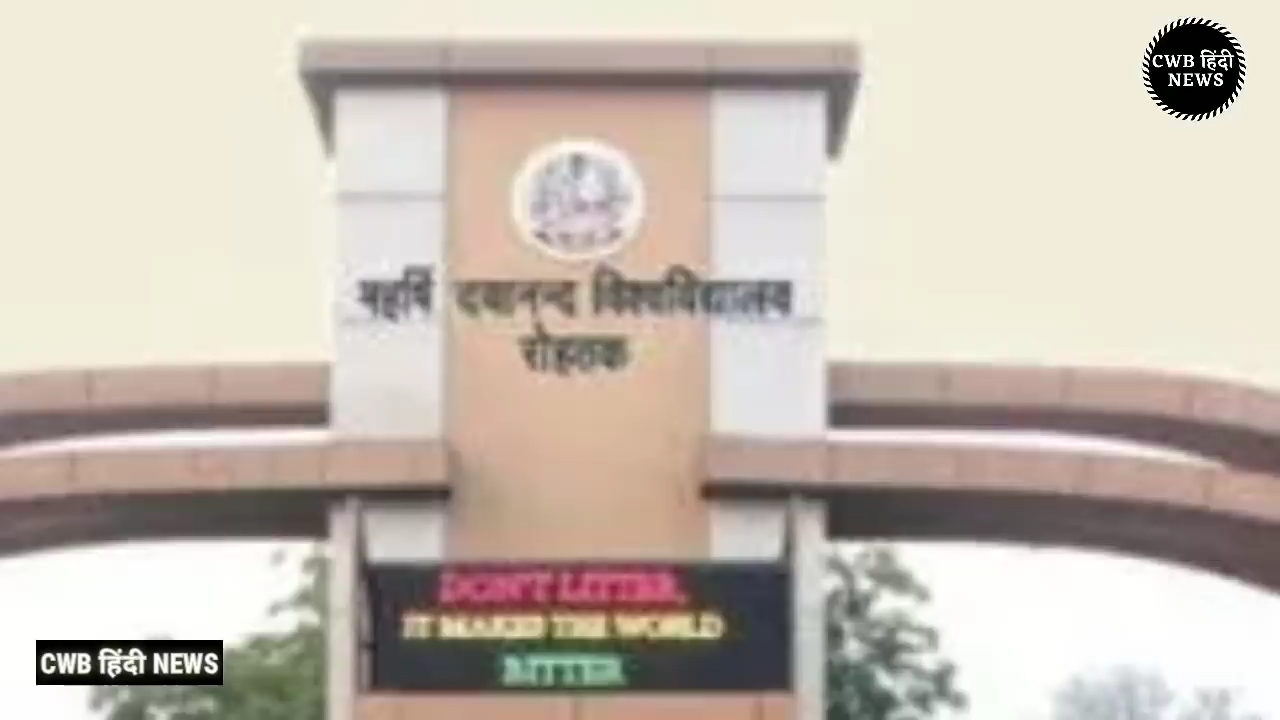 CWB हिंदी
NEWS
महर्षि दयानन्द विश्वविद्यालय
रोहतक
DON'T LITTER,
IT MAKES THE WORLD
BITTER
CWB हिंदी NEWS